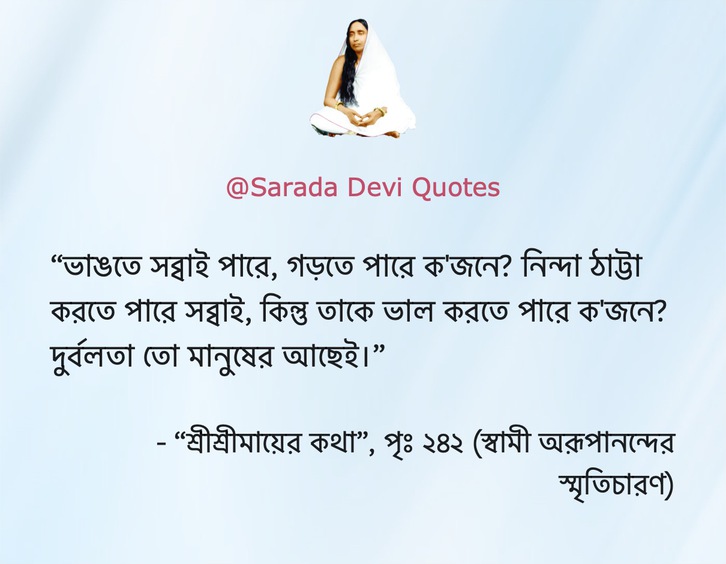 @Sarada Devi Quotes
“ভাঙতে সব্বাই পারে, গড়তে পারে ক'জনে? নিন্দা ঠাট্টা
করতে পারে সব্বাই, কিন্তু তাকে ভাল করতে পারে ক'জনে?
দুর্বলতা তো মানুষের আছেই।”
- “শ্রীশ্রীমায়ের কথা”, পৃঃ ২৪২ (স্বামী অরূপানন্দের
স্মৃতিচারণ)